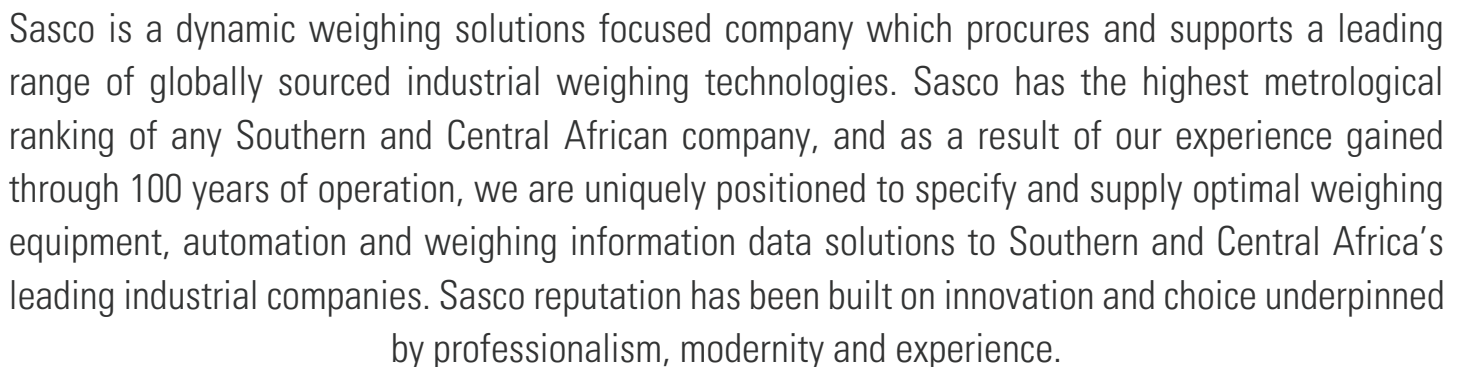 Sasco is a dynamic weighing solutions focused company which procures and supports a leading
range of globally sourced industrial weighing technologies. Sasco has the highest metrological
ranking of any Southern and Central African company, and as a result of our experience gained
through 100 years of operation, we are uniquely positioned to specify and supply optimal weighing
equipment, automation and weighing information data solutions to Southern and Central Africa’s
leading industrial companies. Sasco reputation has been built on innovation and choice underpinned
by professionalism, modernity and experience.